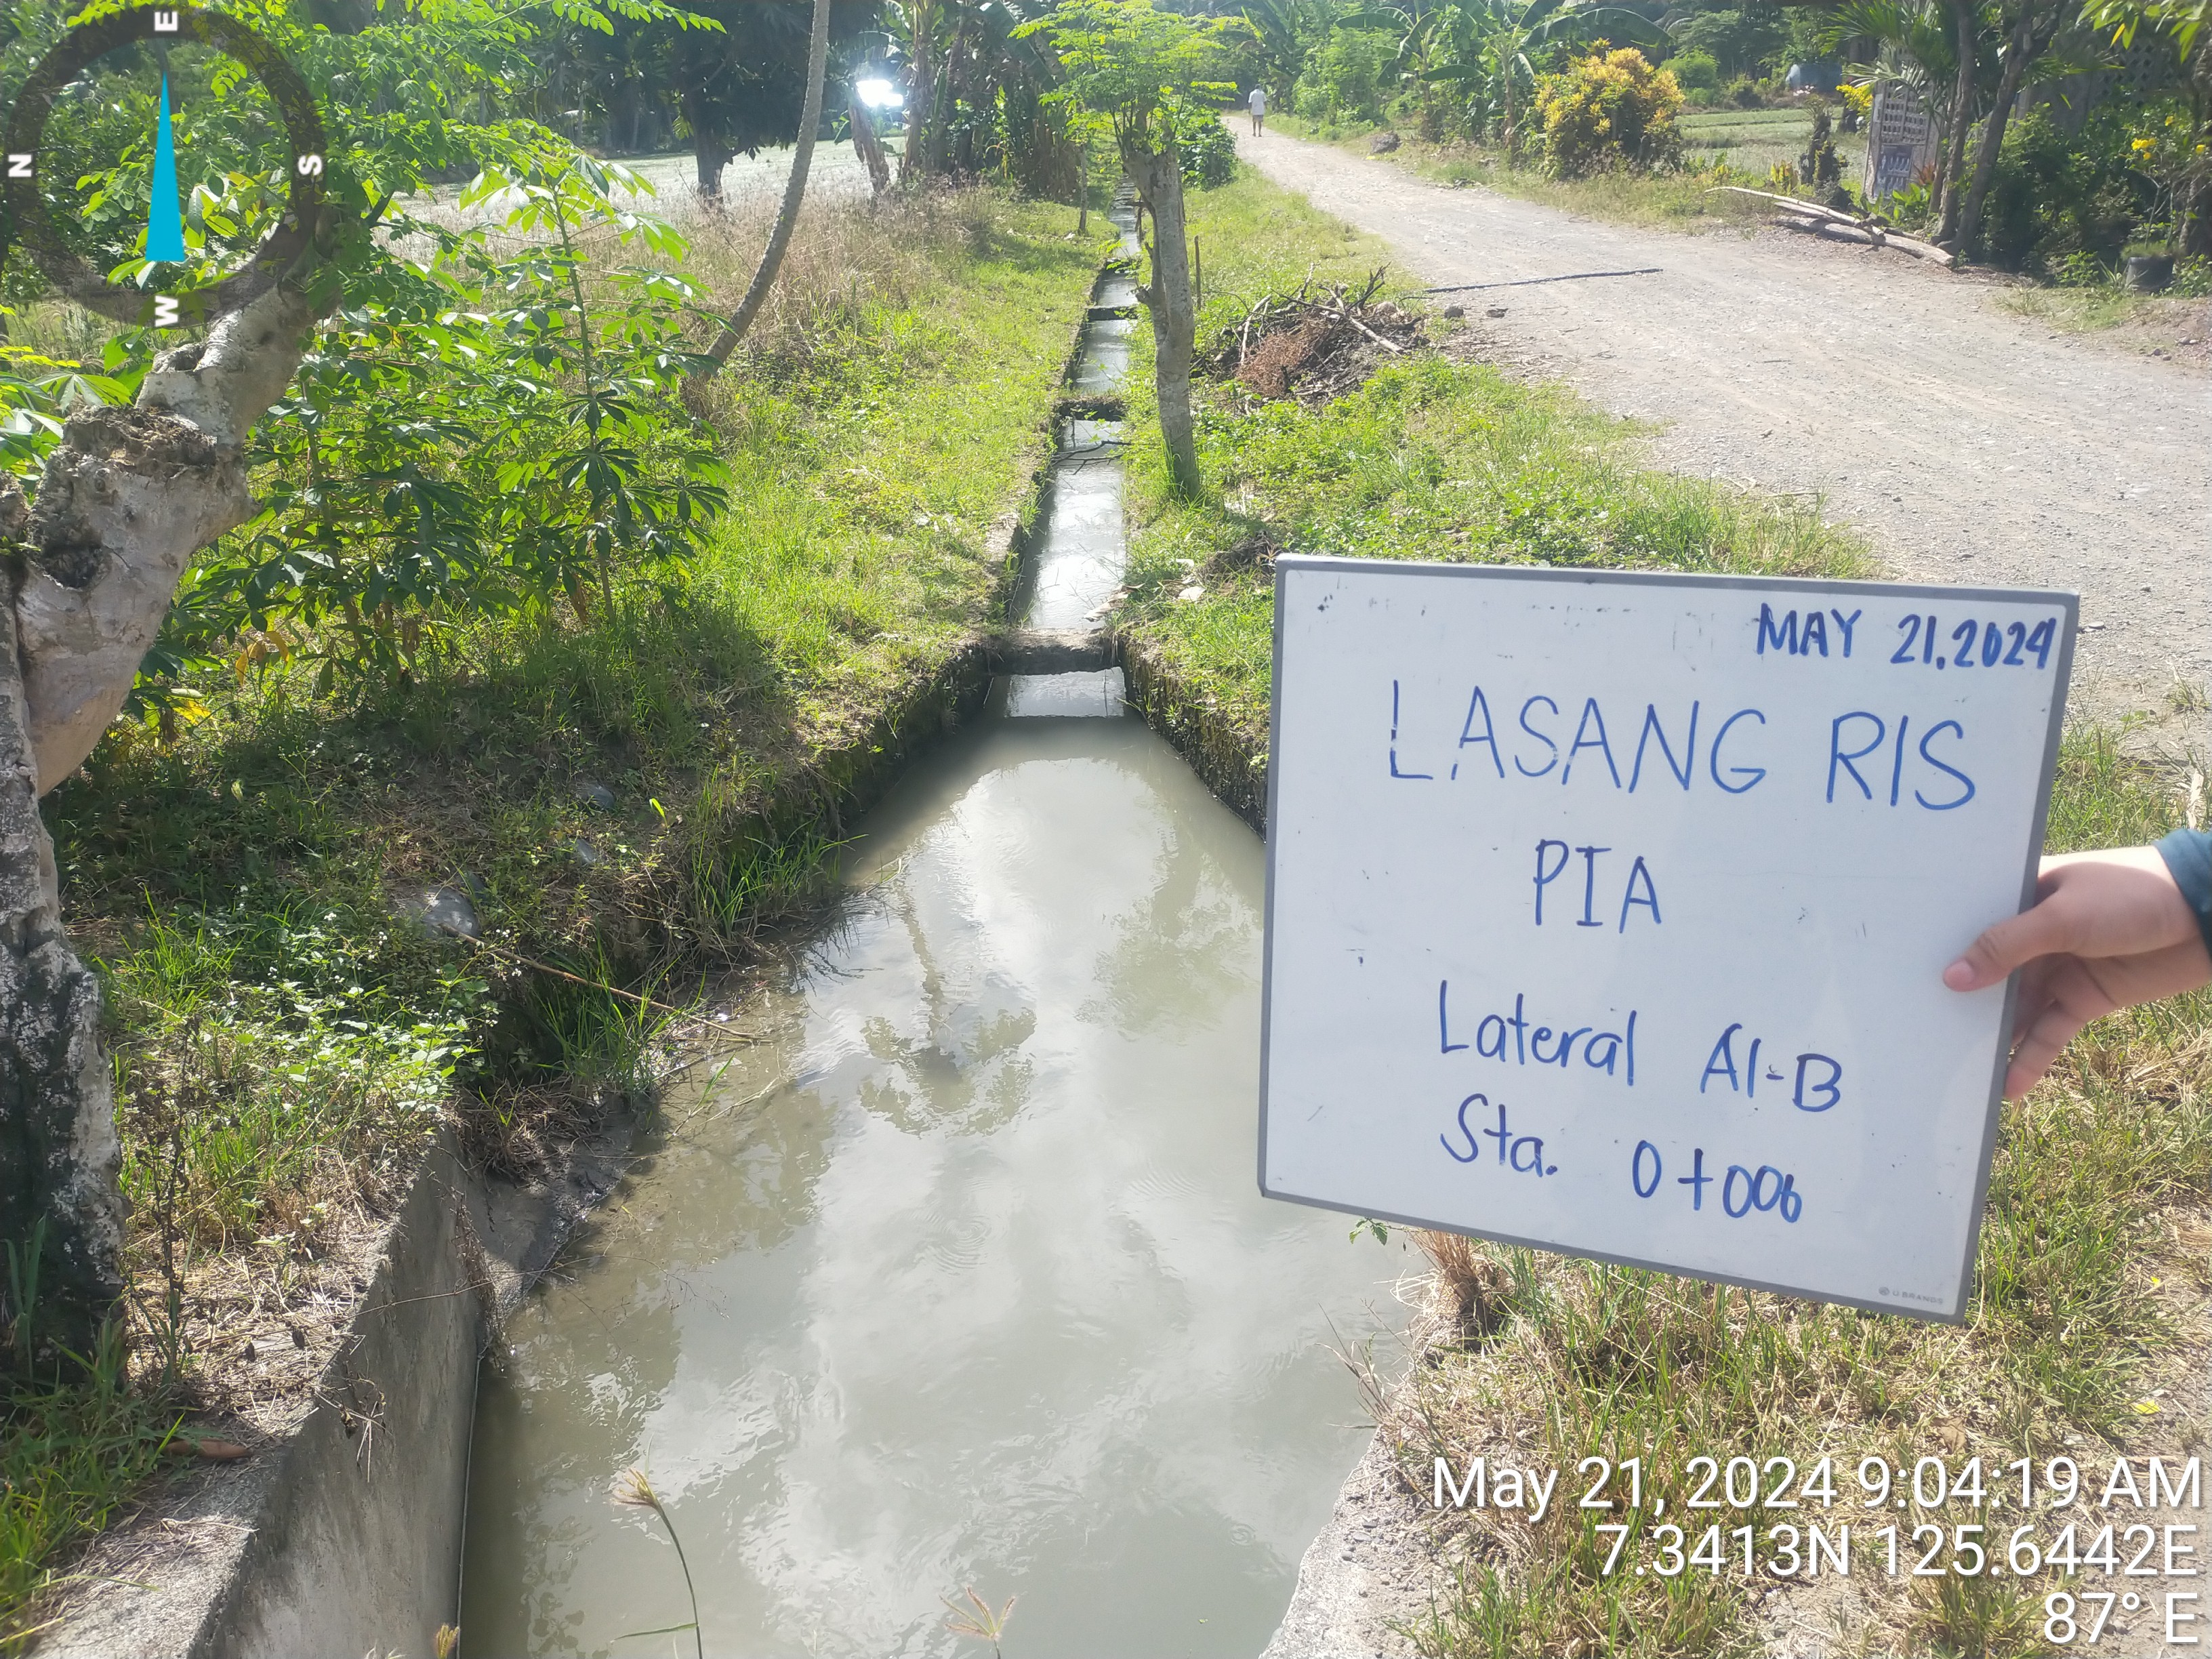 E
N
S
W
MAY 21, 2024
LASANG RIS
PIA
Lateral A1-B
Sta. 0+006
U BRANDS
May 21, 2024 9:04:19 AM
7.3413N 125.6442E
87° E